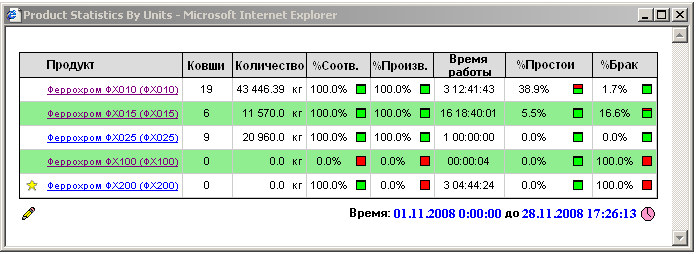 Product Statistics By Units - Microsoft Internet Explorer
Продукт Ковши Количество %Соотв. %Произв. Время работы %Простои %Брак
Феррохром ФХ010 (ФХ010) 19 43 446.39 кг 100.0% 100.0% 3 12:41:43 38.9% 1.7%
Феррохром ФХ015 (ФХ015) 6 11 570.0 кг 100.0% 100.0% 16 18:40:01 5.5% 16.6%
Феррохром ФХ025 (ФХ025) 9 20 960.0 кг 100.0% 100.0% 1 00:00:00 0.0% 0.0%
Феррохром ФХ100 (ФХ100) 0 0.0 кг 0.0% 0.0% 00:00:04 0.0% 100.0%
Феррохром ФХ200 (ФХ200) 0 0.0 кг 100.0% 0.0% 3 04:44:24 0.0% 100.0%
Время: 01.11.2008 0:00:00 до 28.11.2008 17:26:13